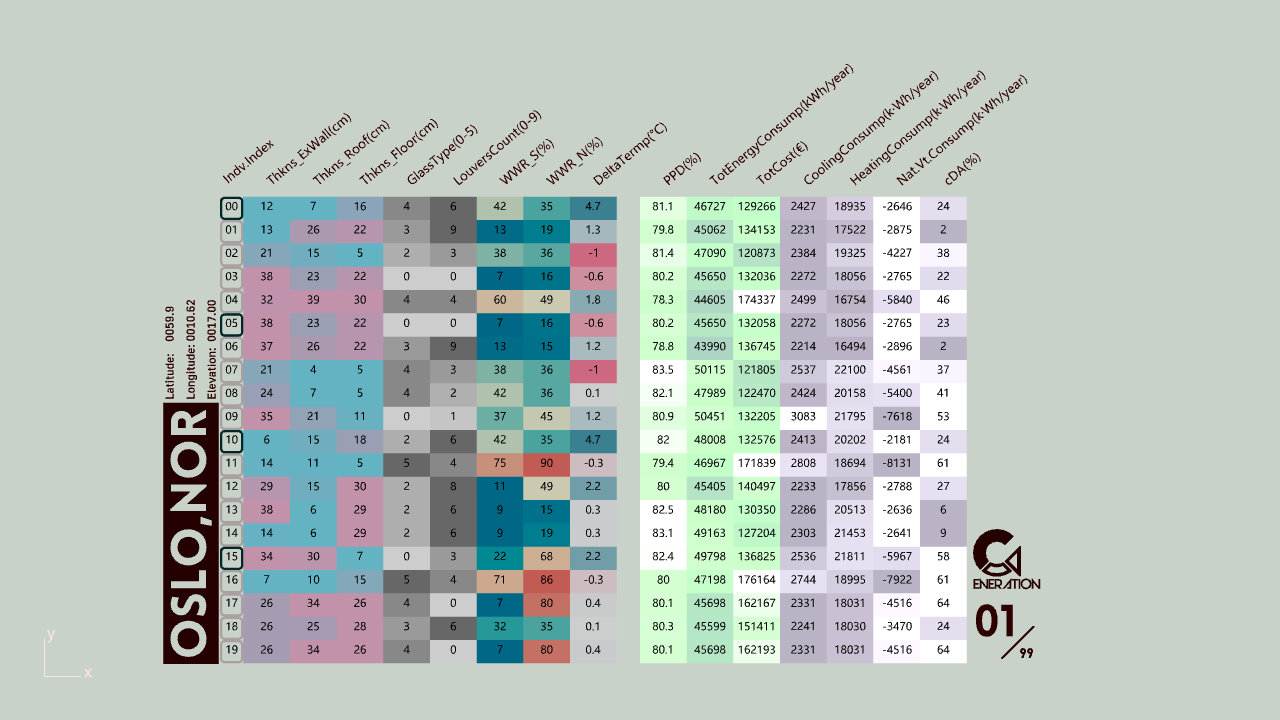 Indv.Index Thkns_ExWall(cm) Thkns_Roof(cm) Thkns_Floor(cm) GlassType(0-5) LouversCount(0-9) WWR_S(%) WWR_N(%) DeltaTermp(°C) PPD(%) TotEnergyConsump(kWh/year) TotCost(€) CoolingConsump(k·Wh/year) HeatingConsump(k·Wh/year) Nat.Vt.Consump(k·Wh/year) cDA(%)
00 12 7 16 4 6 42 35 4.7 81.1 46727 129266 2427 18935 -2646 24
01 13 26 22 3 9 13 19 1.3 79.8 45062 134153 2231 17522 -2875 2
02 21 15 5 2 3 38 36 -1 81.4 47090 120873 2384 19325 -4227 38
03 38 23 22 0 0 7 16 -0.6 80.2 45650 132036 2272 18056 -2765 22
04 32 39 30 4 4 60 49 1.8 78.3 44605 174337 2499 16754 -5840 46
05 38 23 22 0 0 7 16 -0.6 80.2 45650 132058 2272 18056 -2765 23
06 37 26 22 3 9 13 15 1.2 78.8 43990 136745 2214 16494 -2896 2
07 21 4 5 4 3 38 36 -1 83.5 50115 121805 2537 22100 -4561 37
08 24 7 5 4 2 42 36 0.1 82.1 47989 122470 2424 20158 -5400 41
09 35 21 11 0 1 37 45 1.2 80.9 50451 132205 3083 21795 -7618 53
10 6 15 18 2 6 42 35 4.7 82 48008 132576 2413 20202 -2181 24
11 14 11 5 5 4 75 90 -0.3 79.4 46967 171839 2808 18694 -8131 61
12 29 15 30 2 8 11 49 2.2 80 45405 140497 2233 17856 -2788 27
13 38 6 29 2 6 9 15 0.3 82.5 48180 130350 2286 20513 -2636 6
14 14 6 29 2 6 9 19 0.3 83.1 49163 127204 2303 21453 -2641 9
15 34 30 7 0 3 22 68 2.2 82.4 49798 136825 2536 21811 -5967 58
16 7 10 15 5 4 71 86 -0.3 80 47198 176164 2744 18995 -7922 61
17 26 34 26 4 0 7 80 0.4 80.1 45698 162167 2331 18031 -4516 64
18 26 25 28 3 6 32 35 0.1 80.3 45599 151411 2241 18030 -3470 24
19 26 34 26 4 0 7 80 0.4 80.1 45698 162193 2331 18031 -4516 64
Latitude: 0059.9
Longitude: 0010.62
Elevation: 0017.00
OSLO,NOR
GENERATION
01/99
y
x